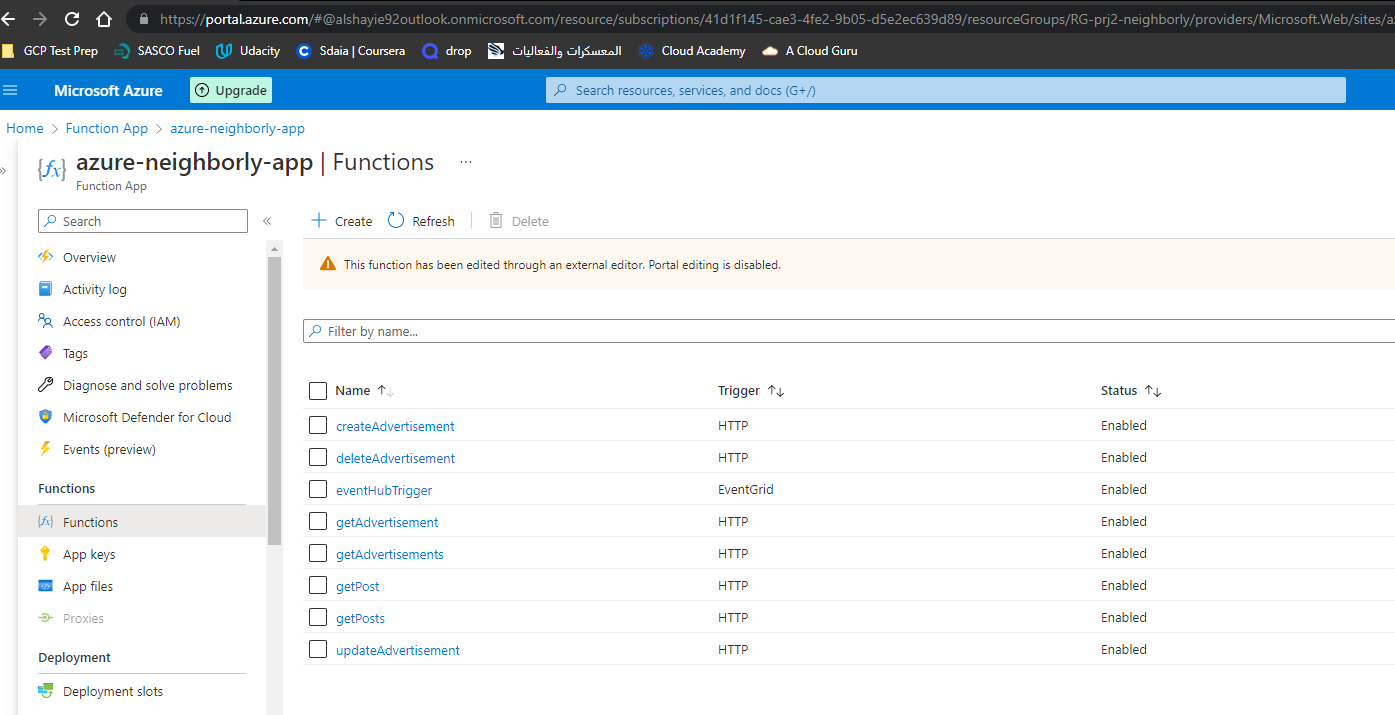 https://portal.azure.com/#@alshayie92outlook.onmicrosoft.com/resource/subscriptions/41d1f145-cae3-4fe2-9b05-d5e2ec639d89/resourceGroups/RG-prj2-neighborly/providers/Microsoft.Web/sites/az
GCP Test Prep SASCO Fuel Udacity Sdaia | Coursera drop المعسكرات والفعاليات Cloud Academy A Cloud Guru
Microsoft Azure Upgrade Search resources, services, and docs (G+/)
Home > Function App > azure-neighborly-app
azure-neighborly-app | Functions ...
Function App
Search «
Create Refresh Delete
This function has been edited through an external editor. Portal editing is disabled.
Filter by name...
Overview
Activity log
Access control (IAM)
Tags
Diagnose and solve problems
Microsoft Defender for Cloud
Events (preview)
Functions
Functions
App keys
App files
Proxies
Deployment
Deployment slots
Name Trigger Status
createAdvertisement HTTP Enabled
deleteAdvertisement HTTP Enabled
eventHubTrigger EventGrid Enabled
getAdvertisement HTTP Enabled
getAdvertisements HTTP Enabled
getPost HTTP Enabled
getPosts HTTP Enabled
updateAdvertisement HTTP Enabled